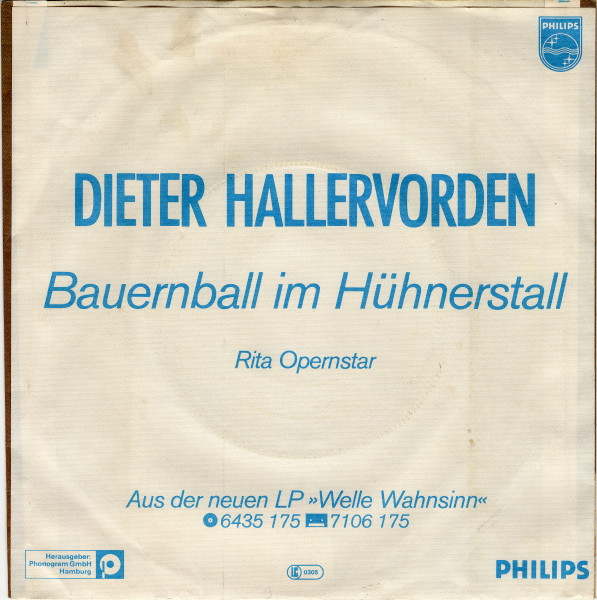 PHILIPS
DIETER HALLERVORDEN
Bauernball im Hühnerstall
Rita Opernstar
Aus der neuen LP »Welle Wahnsinn«
6435 175 7106 175
Herausgeber:
Phonogram GmbH
Hamburg
LC 0305
PHILIPS